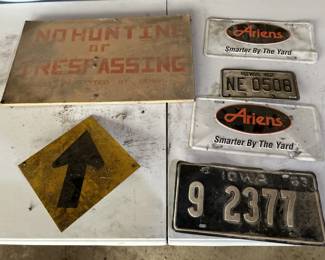 NO HUNTING
or
TRESPASSING
Ariens
Smarter By The Yard
NE 0508
Ariens
Smarter By The Yard
IOWA
9 2377